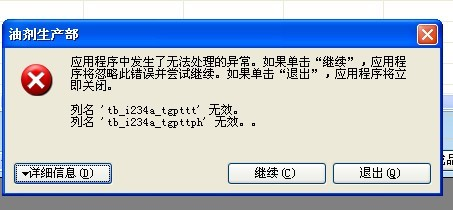 油剂生产部
应用程序中发生了无法处理的异常。如果单击“继续”,应用程
序将忽略此错误并尝试继续。如果单击“退出”,应用程序将立
即关闭。
列名 'tb_i234a_tgpttt' 无效。
列名 'tb_i234a_tgpttph' 无效。。
▼详细信息(D)
继续(C)
退出(Q)
成品